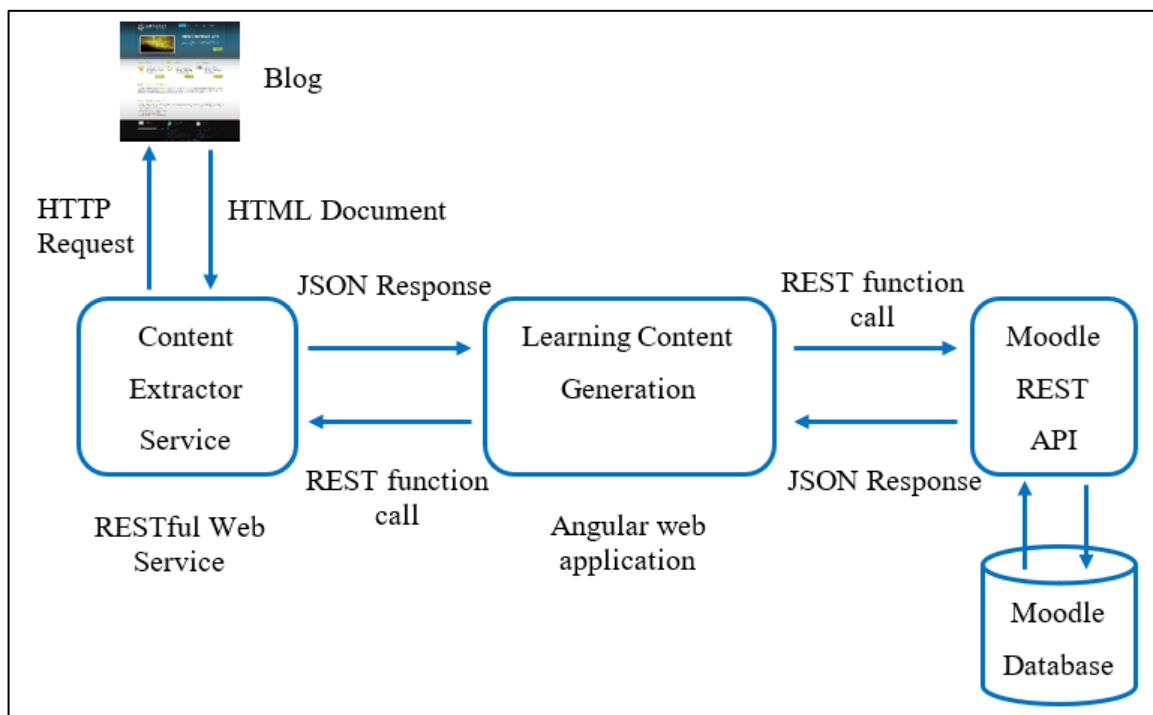 Blog
HTTP
Request
HTML Document
JSON Response
REST function
call
Content
Extractor
Service
Learning Content
Generation
Moodle
REST
API
REST function
call
JSON Response
RESTful Web
Service
Angular web
application
Moodle
Database